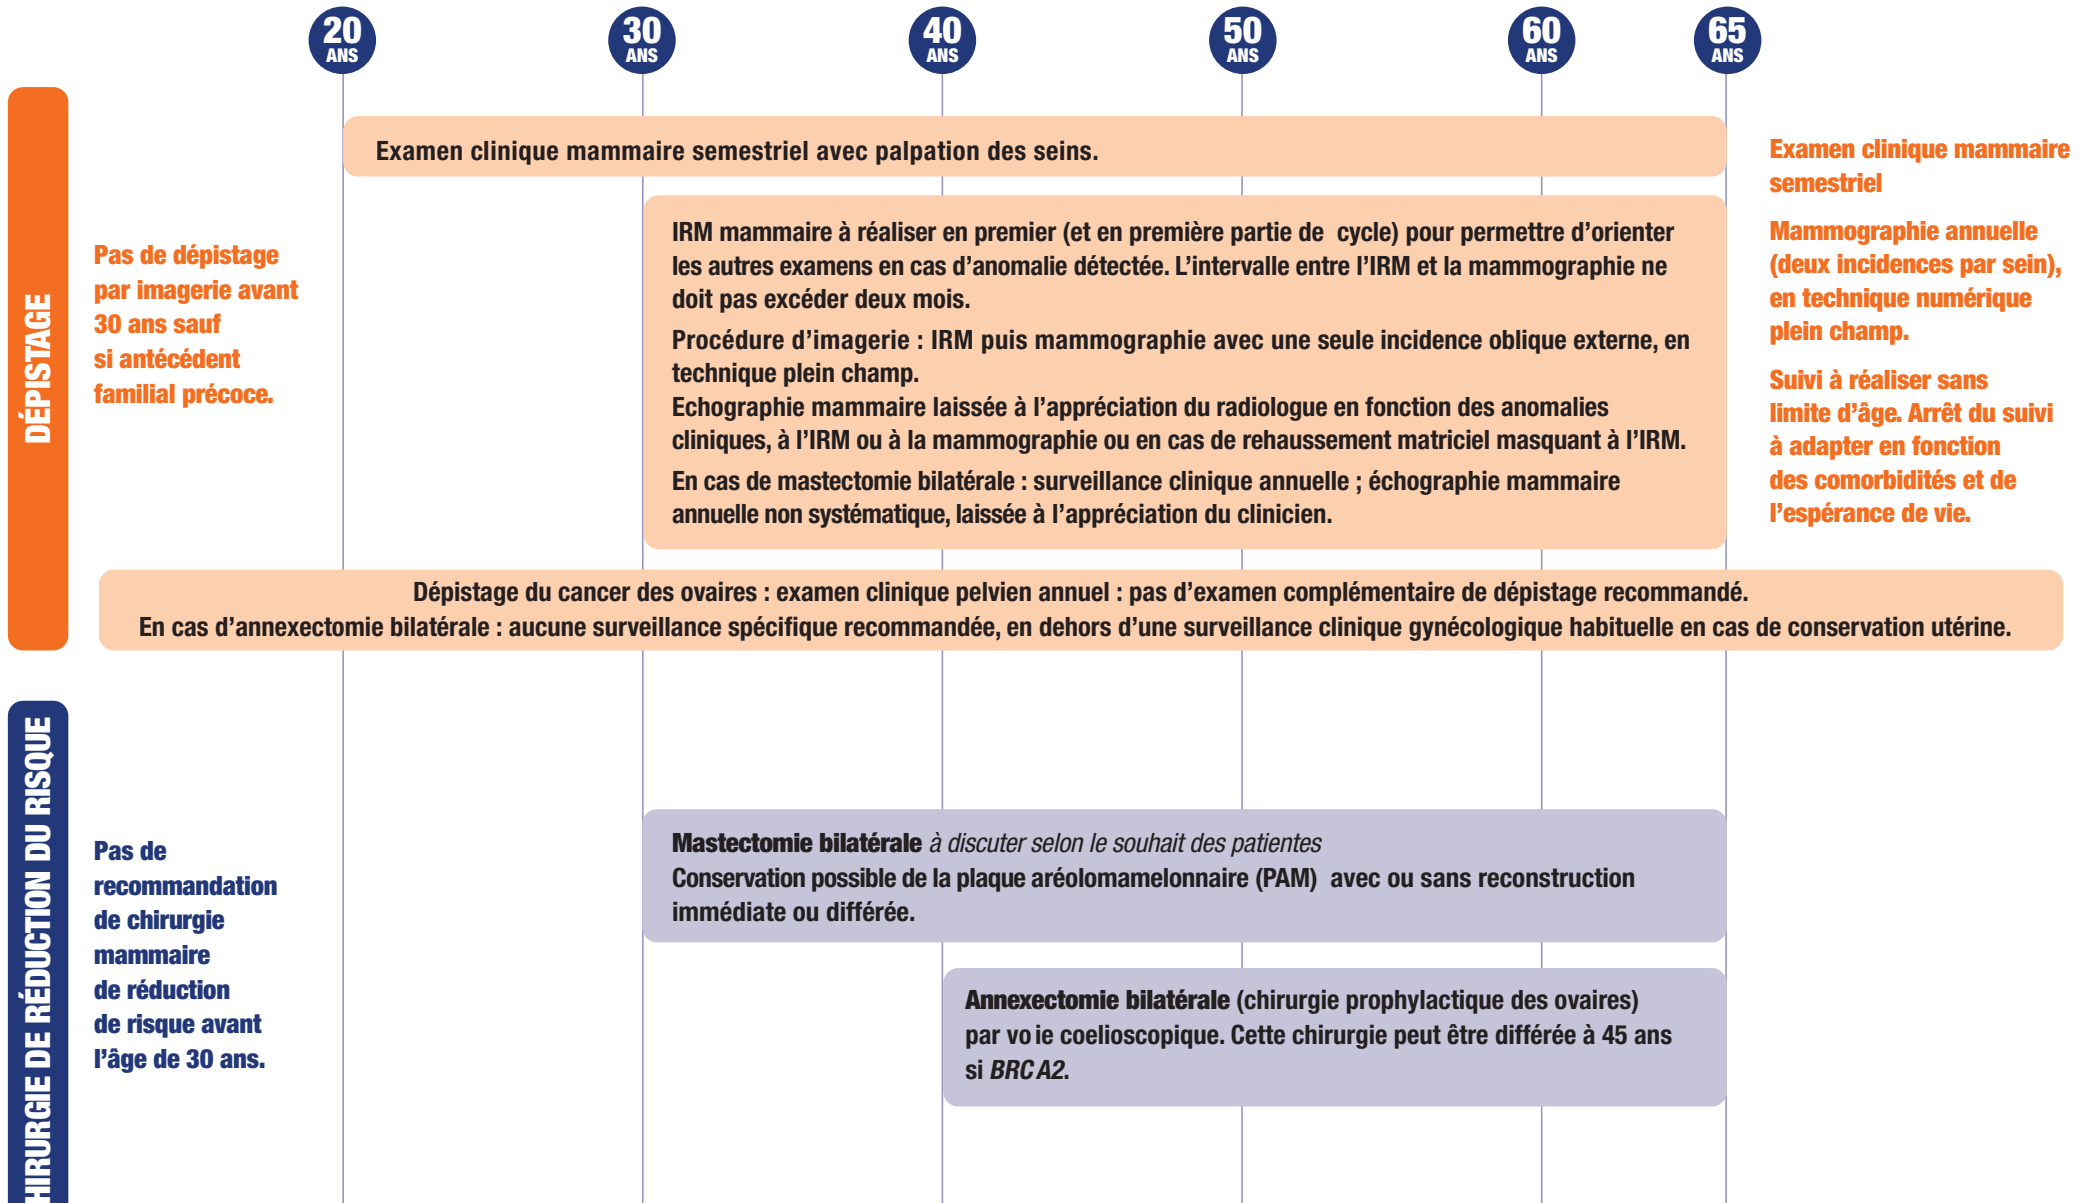 20 ANS
30 ANS
40 ANS
50 ANS
60 ANS
65 ANS
DÉPISTAGE
Pas de dépistage
par imagerie avant
30 ans sauf
si antécédent
familial précoce.
Examen clinique mammaire semestriel avec palpation des seins.
IRM mammaire à réaliser en premier (et en première partie de cycle) pour permettre d'orienter
les autres examens en cas d'anomalie détectée. L'intervalle entre l'IRM et la mammographie ne
doit pas excéder deux mois.
Procédure d'imagerie : IRM puis mammographie avec une seule incidence oblique externe, en
technique plein champ.
Echographie mammaire laissée à l'appréciation du radiologue en fonction des anomalies
cliniques, à l'IRM ou à la mammographie ou en cas de rehaussement matriciel masquant à l'IRM.
En cas de mastectomie bilatérale : surveillance clinique annuelle ; échographie mammaire
annuelle non systématique, laissée à l'appréciation du clinicien.
Examen clinique mammaire
semestriel
Mammographie annuelle
(deux incidences par sein),
en technique numérique
plein champ.
Suivi à réaliser sans
limite d'âge. Arrêt du suivi
à adapter en fonction
des comorbidités et de
l'espérance de vie.
Dépistage du cancer des ovaires : examen clinique pelvien annuel : pas d'examen complémentaire de dépistage recommandé.
En cas d'annexectomie bilatérale : aucune surveillance spécifique recommandée, en dehors d'une surveillance clinique gynécologique habituelle en cas de conservation utérine.
HIRURGIE DE RÉDUCTION DU RISQUE
Pas de
recommandation
de chirurgie
mammaire
de réduction
de risque avant
l'âge de 30 ans.
Mastectomie bilatérale à discuter selon le souhait des patientes
Conservation possible de la plaque aréolomamelonnaire (PAM) avec ou sans reconstruction
immédiate ou différée.
Annexectomie bilatérale (chirurgie prophylactique des ovaires)
par vo ie coelioscopique. Cette chirurgie peut être différée à 45 ans
si BRCA2.